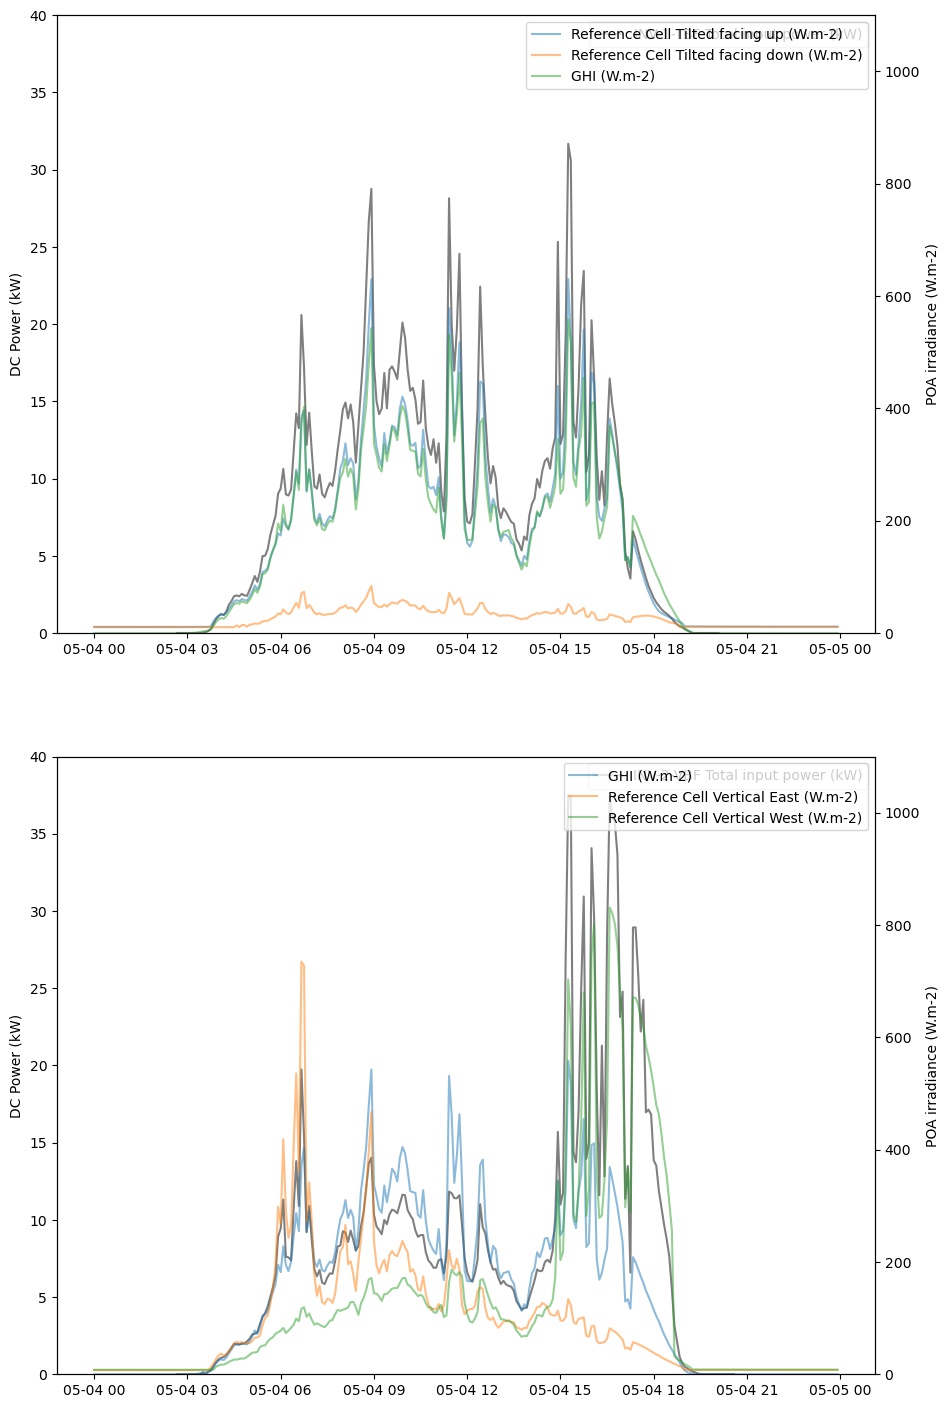 40
35
30
25
20
15
10
5
0
DC Power (kW)
Reference Cell Tilted facing up (W.m-2)
Reference Cell Tilted facing down (W.m-2)
GHI (W.m-2)
1000
800
600
400
200
0
POA irradiance (W.m-2)
05-04 00 05-04 03 05-04 06 05-04 09 05-04 12 05-04 15 05-04 18 05-04 21 05-05 00
40
35
30
25
20
15
10
5
0
DC Power (kW)
GHI (W.m-2) Total input power (kW)
Reference Cell Vertical East (W.m-2)
Reference Cell Vertical West (W.m-2)
1000
800
600
400
200
0
POA irradiance (W.m-2)
05-04 00 05-04 03 05-04 06 05-04 09 05-04 12 05-04 15 05-04 18 05-04 21 05-05 00